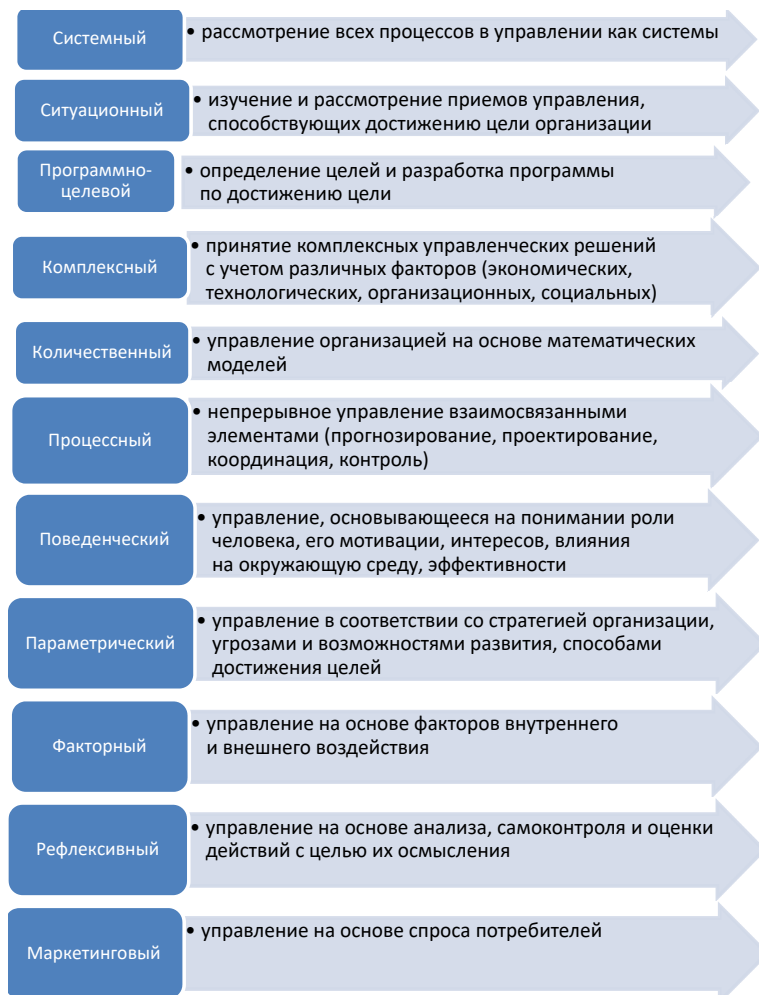 Системный
• рассмотрение всех процессов в управлении как системы
Ситуационный
• изучение и рассмотрение приемов управления,
способствующих достижению цели организации
Программно-
целевой
• определение целей и разработка программы
по достижению цели
Комплексный
• принятие комплексных управленческих решений
с учетом различных факторов (экономических,
технологических, организационных, социальных)
Количественный
• управление организацией на основе математических
моделей
Процессный
• непрерывное управление взаимосвязанными
элементами (прогнозирование, проектирование,
координация, контроль)
Поведенческий
• управление, основывающееся на понимании роли
человека, его мотивации, интересов, влияния
на окружающую среду, эффективности
Параметрический
• управление в соответствии со стратегией организации,
угрозами и возможностями развития, способами
достижения целей
Факторный
• управление на основе факторов внутреннего
и внешнего воздействия
Рефлексивный
• управление на основе анализа, самоконтроля и оценки
действий с целью их осмысления
Маркетинговый
• управление на основе спроса потребителей